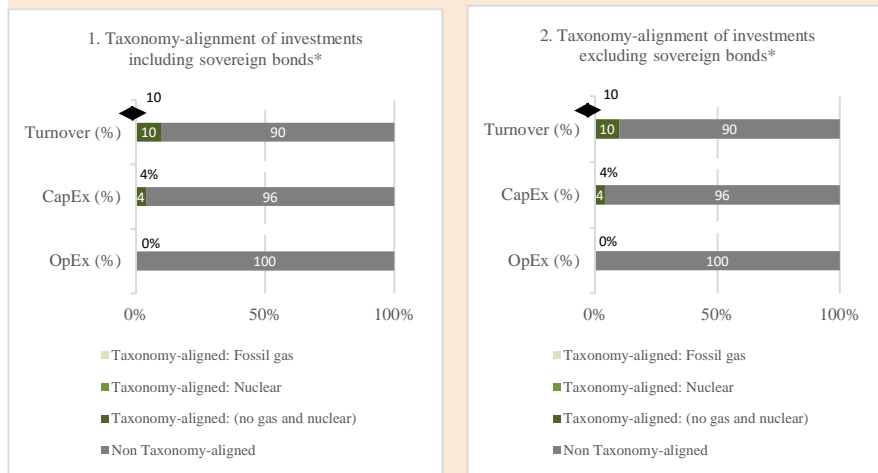 1. Taxonomy-alignment of investments
including sovereign bonds*
10
Turnover (%)
10
90
4%
CapEx (%)
4
96
0%
OpEx (%)
100
0%
50%
100%
Taxonomy-aligned: Fossil gas
Taxonomy-aligned: Nuclear
Taxonomy-aligned: (no gas and nuclear)
Non Taxonomy-aligned
2. Taxonomy-alignment of investments
excluding sovereign bonds*
10
Turnover (%)
10
90
4%
CapEx (%)
4
96
0%
OpEx (%)
100
0%
50%
100%
Taxonomy-aligned: Fossil gas
Taxonomy-aligned: Nuclear
Taxonomy-aligned: (no gas and nuclear)
Non Taxonomy-aligned